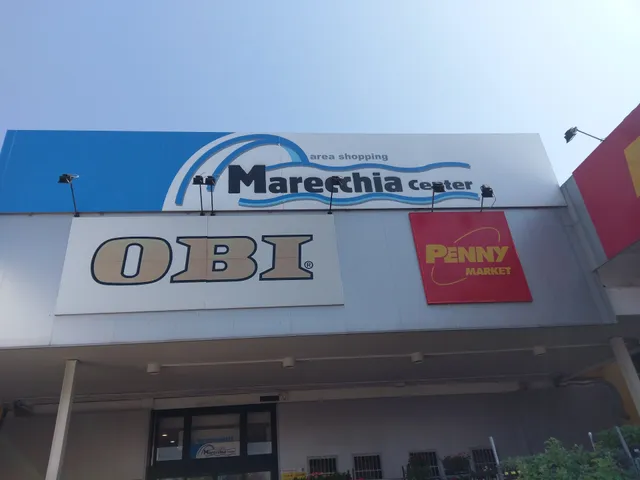 area shopping
Marecchia Center
OBI®
PENNY
MARKET